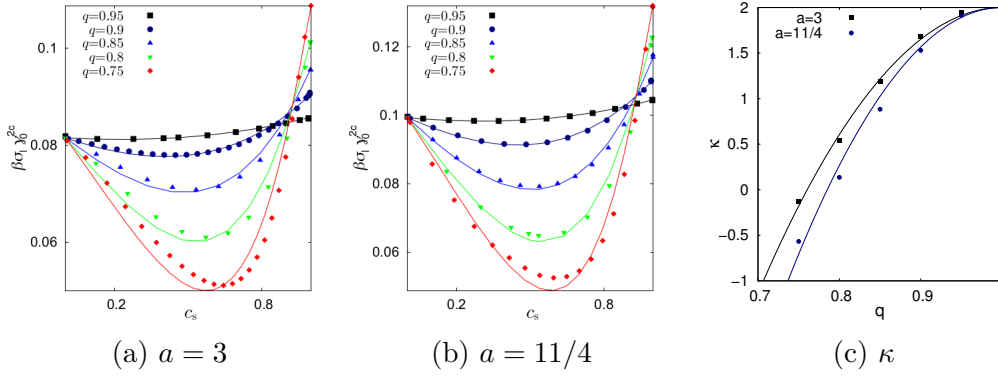 q=0.95
q=0.9
q=0.85
q=0.8
q=0.75
0.1
0.08
0.06
βσ_l γ_0^{2c}
0.2
0.8
c_s
(a) a = 3
q=0.95
q=0.9
q=0.85
q=0.8
q=0.75
0.12
0.1
0.08
0.06
βσ_l γ_0^{2c}
0.2
0.8
c_s
(b) a = 11/4
a=3
a=11/4
2
1.5
1
0.5
0
-0.5
-1
κ
0.7
0.8
0.9
q
(c) κ